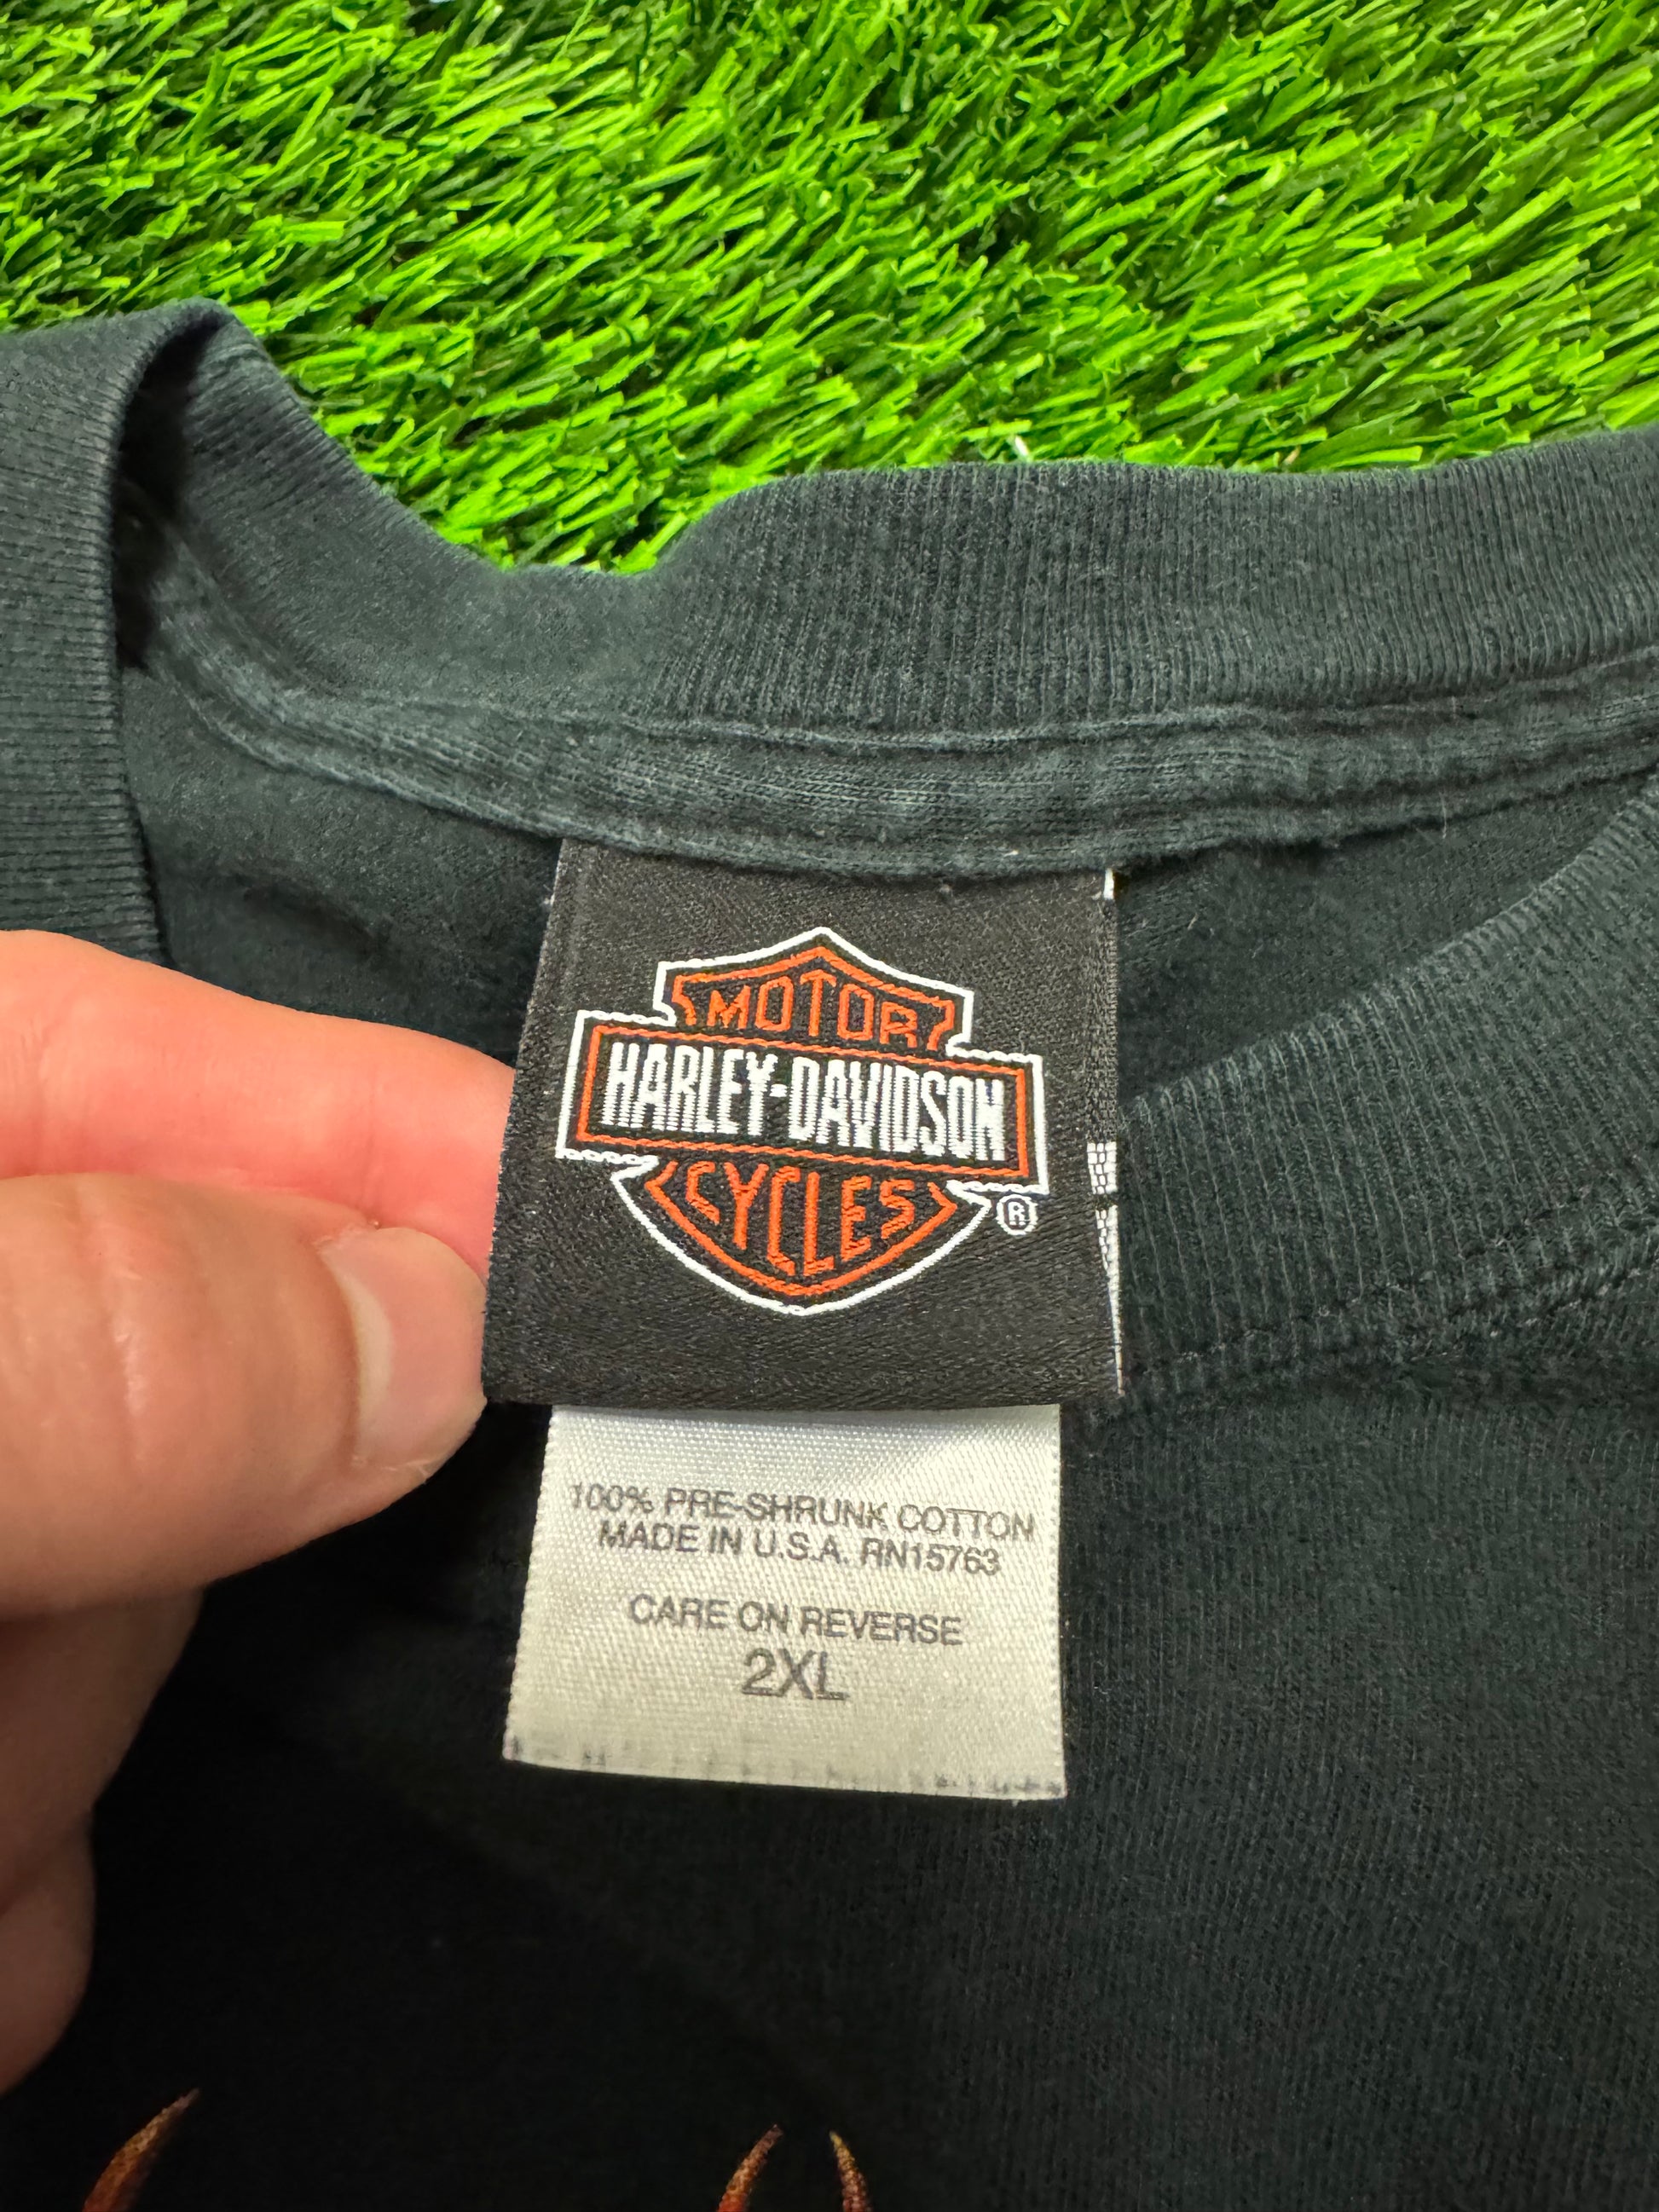 MOTOR
HARLEY-DAVIDSON
CYCLES
®
100% PRE-SHRUNK COTTON
MADE IN U.S.A. RN15763
CARE ON REVERSE
2XL